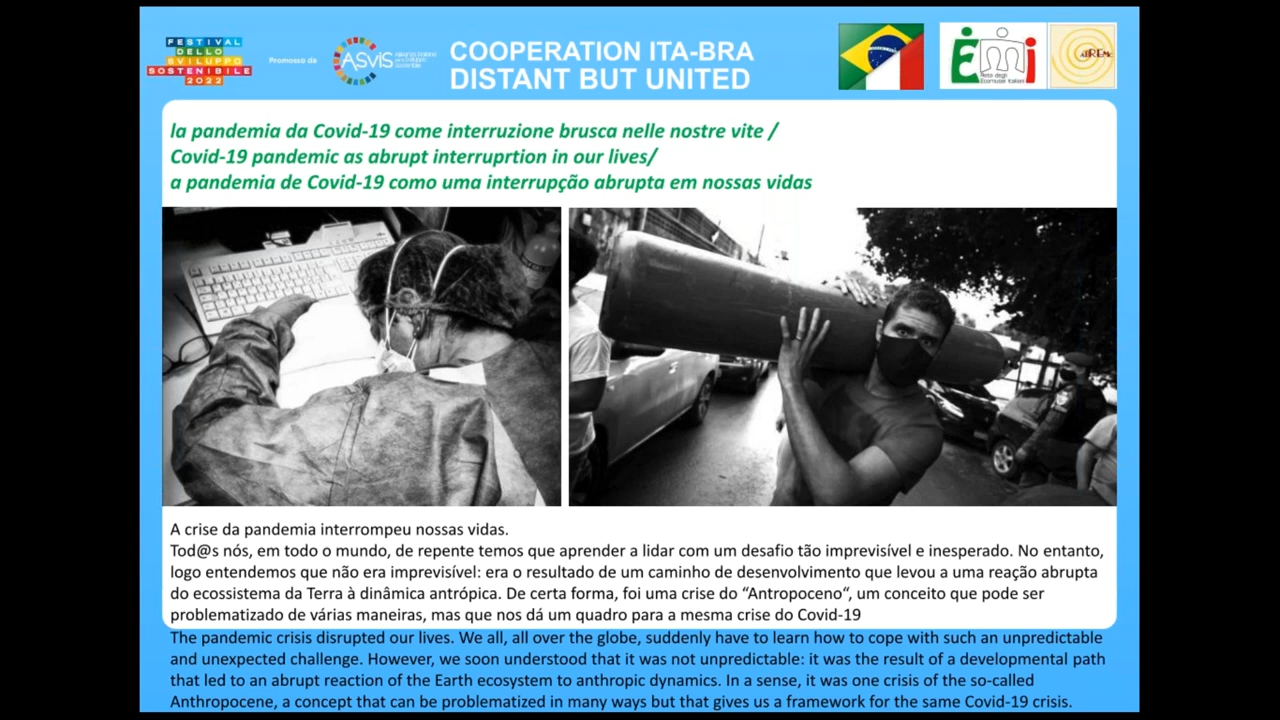 FESTIVAL
DELLO
SVILUPPO
SOSTENIBILE
2022
Promosso da
ASviS
COOPERATION ITA-BRA
DISTANT BUT UNITED
Rete degli
Ecomusei Italiani
la pandemia da Covid-19 come interruzione brusca nelle nostre vite /
Covid-19 pandemic as abrupt interruprtion in our lives/
a pandemia de Covid-19 como uma interrupção abrupta em nossas vidas
A crise da pandemia interrompeu nossas vidas.
Tod@s nós, em todo o mundo, de repente temos que aprender a lidar com um desafio tão imprevisível e inesperado. No entanto,
logo entendemos que não era imprevisível: era o resultado de um caminho de desenvolvimento que levou a uma reação abrupta
do ecossistema da Terra à dinâmica antrópica. De certa forma, foi uma crise do “Antropoceno“, um conceito que pode ser
problematizado de várias maneiras, mas que nos dá um quadro para a mesma crise do Covid-19
The pandemic crisis disrupted our lives. We all, all over the globe, suddenly have to learn how to cope with such an unpredictable
and unexpected challenge. However, we soon understood that it was not unpredictable: it was the result of a developmental path
that led to an abrupt reaction of the Earth ecosystem to anthropic dynamics. In a sense, it was one crisis of the so-called
Anthropocene, a concept that can be problematized in many ways but that gives us a framework for the same Covid-19 crisis.